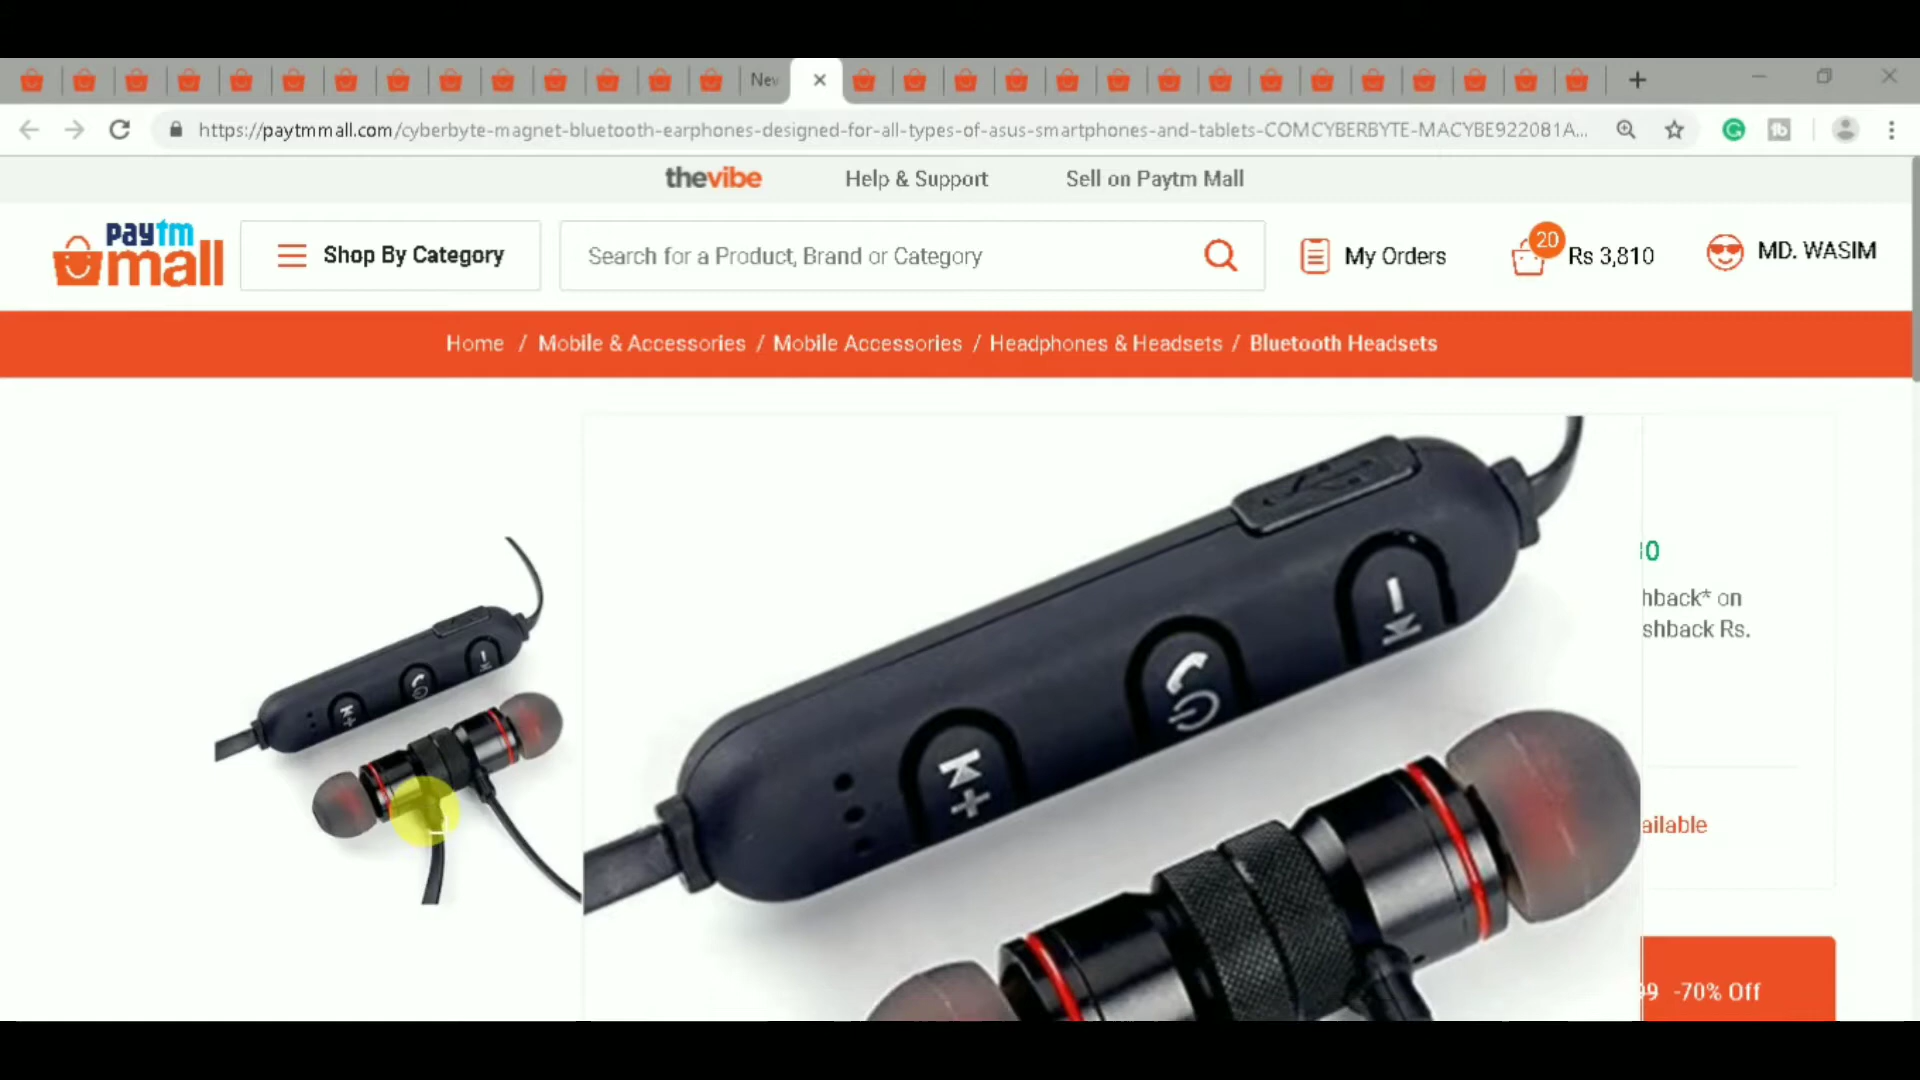 New
https://paytmmall.com/cyberbyte-magnet-bluetooth-earphones-designed-for-all-types-of-asus-smartphones-and-tablets-COMCYBERBYTE-MACYBE922081A...
thevibe
Help & Support
Sell on Paytm Mall
paytm
mall
Shop By Category
Search for a Product, Brand or Category
My Orders
20
Rs 3,810
MD. WASIM
Home / Mobile & Accessories / Mobile Accessories / Headphones & Headsets / Bluetooth Headsets
hback* on
shback Rs.
ailable
-70% Off